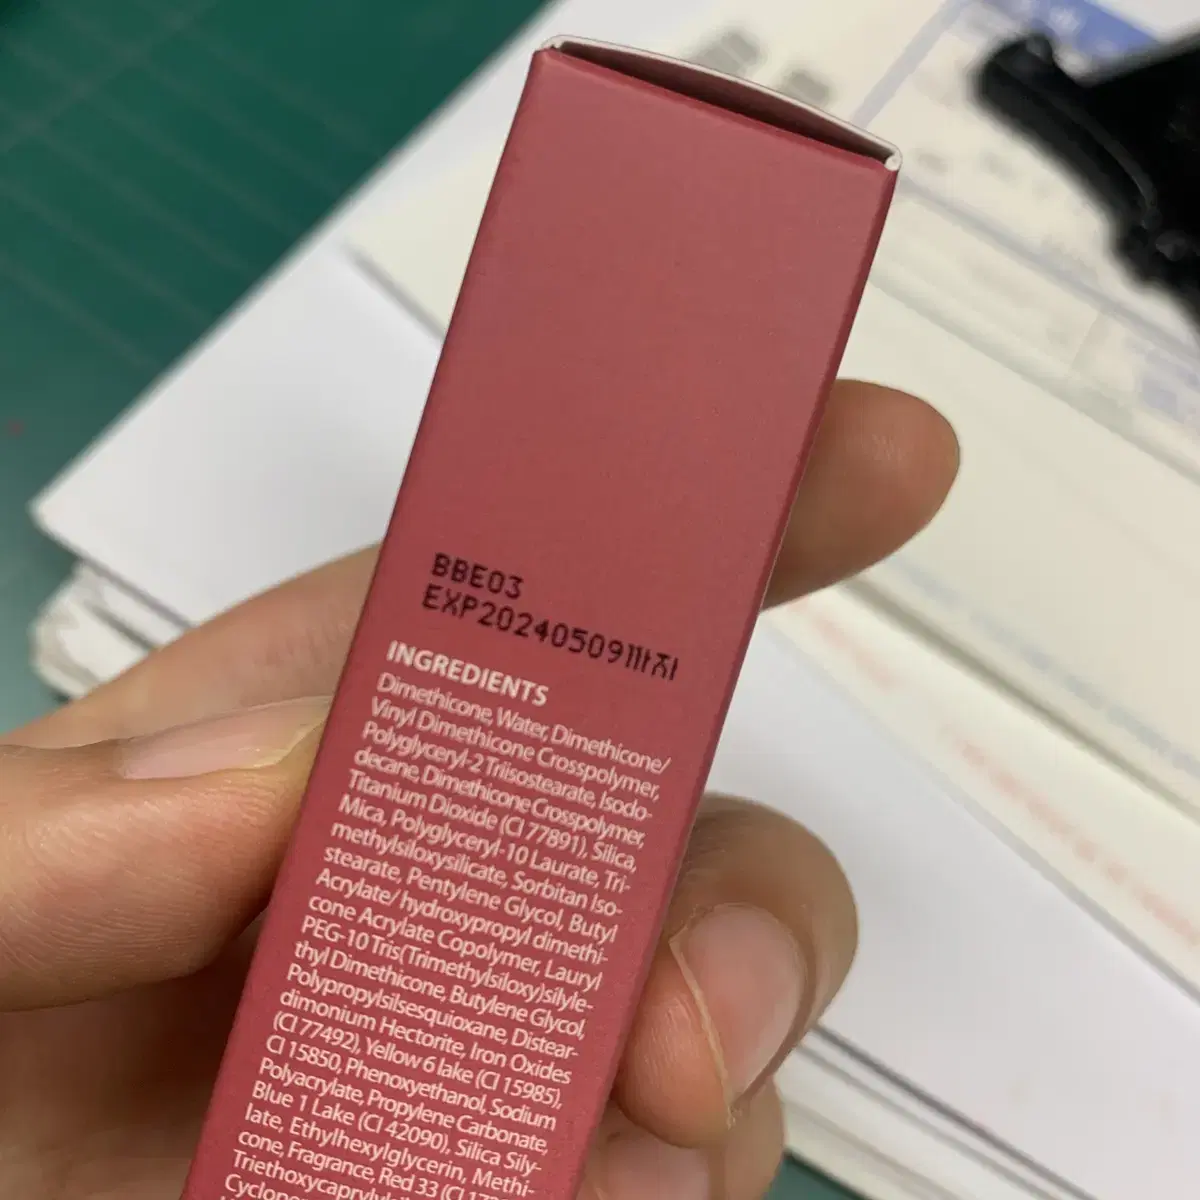 BBE03
EXP20240509까지
INGREDIENTS
Dimethicone, Water, Dimethicone/
Vinyl Dimethicone Crosspolymer,
Polyglyceryl-2 Triisostearate, Isodo-
decane, Dimethicone Crosspolymer,
Titanium Dioxide (CI 77891), Silica,
Mica, Polyglyceryl-10 Laurate, Tri-
methylsiloxysilicate, Sorbitan Iso-
stearate, Pentylene Glycol, Butyl
Acrylate/ hydroxypropyl dimethi-
cone Acrylate Copolymer, Lauryl
PEG-10 Tris(Trimethylsiloxy)silyle-
thyl Dimethicone, Butylene Glycol,
Polypropylsilsesquioxane, Distear-
dimonium Hectorite, Iron Oxides
(CI 77492), Yellow 6 lake (CI 15985),
CI 15850, Phenoxyethanol, Sodium
Polyacrylate, Propylene Carbonate
Blue 1 Lake (CI 42090), Silica Sily-
late, Ethylhexylglycerin, Methi-
cone, Fragrance, Red 33 (CI